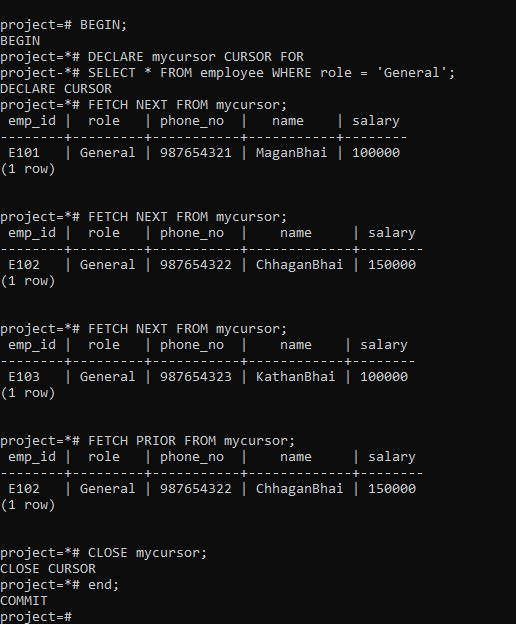 project=# BEGIN;
BEGIN
project=*# DECLARE mycursor CURSOR FOR
project-*# SELECT * FROM employee WHERE role = 'General';
DECLARE CURSOR
project=*# FETCH NEXT FROM mycursor;
 emp_id |  role   | phone_no  |   name    | salary
--------+---------+-----------+-----------+--------
 E101   | General | 987654321 | MaganBhai | 100000
(1 row)

project=*# FETCH NEXT FROM mycursor;
 emp_id |  role   | phone_no  |    name     | salary
--------+---------+-----------+-------------+--------
 E102   | General | 987654322 | ChhaganBhai | 150000
(1 row)

project=*# FETCH NEXT FROM mycursor;
 emp_id |  role   | phone_no  |    name    | salary
--------+---------+-----------+------------+--------
 E103   | General | 987654323 | KathanBhai | 100000
(1 row)

project=*# FETCH PRIOR FROM mycursor;
 emp_id |  role   | phone_no  |    name     | salary
--------+---------+-----------+-------------+--------
 E102   | General | 987654322 | ChhaganBhai | 150000
(1 row)

project=*# CLOSE mycursor;
CLOSE CURSOR
project=*# end;
COMMIT
project=#